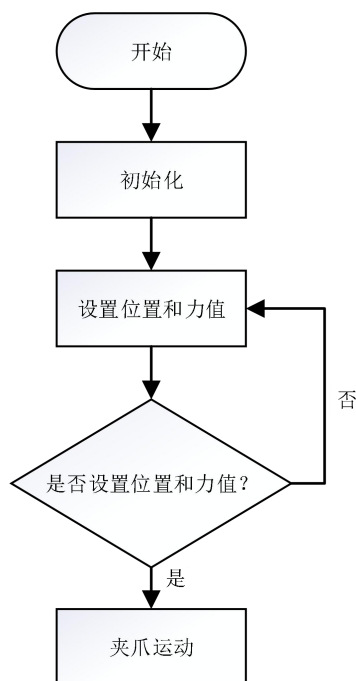 开始
初始化
设置位置和力值
否
是否设置位置和力值？
是
夹爪运动